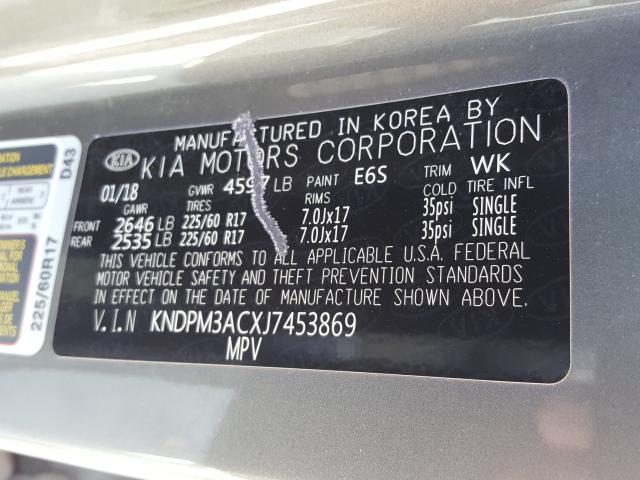 MANUFACTURED IN KOREA BY
KIA KIA MOTORS CORPORATION
01/18 GVWR 4597 LB PAINT E6S TRIM WK
GAWR TIRES RIMS COLD TIRE INFL
FRONT 2646 LB 225/60 R17 7.0Jx17 35psi SINGLE
REAR 2535 LB 225/60 R17 7.0Jx17 35psi SINGLE
THIS VEHICLE CONFORMS TO ALL APPLICABLE U.S.A. FEDERAL
MOTOR VEHICLE SAFETY AND THEFT PREVENTION STANDARDS
IN EFFECT ON THE DATE OF MANUFACTURE SHOWN ABOVE.
V.I.N KNDPM3ACXJ7453869
MPV
D43
225/60R17